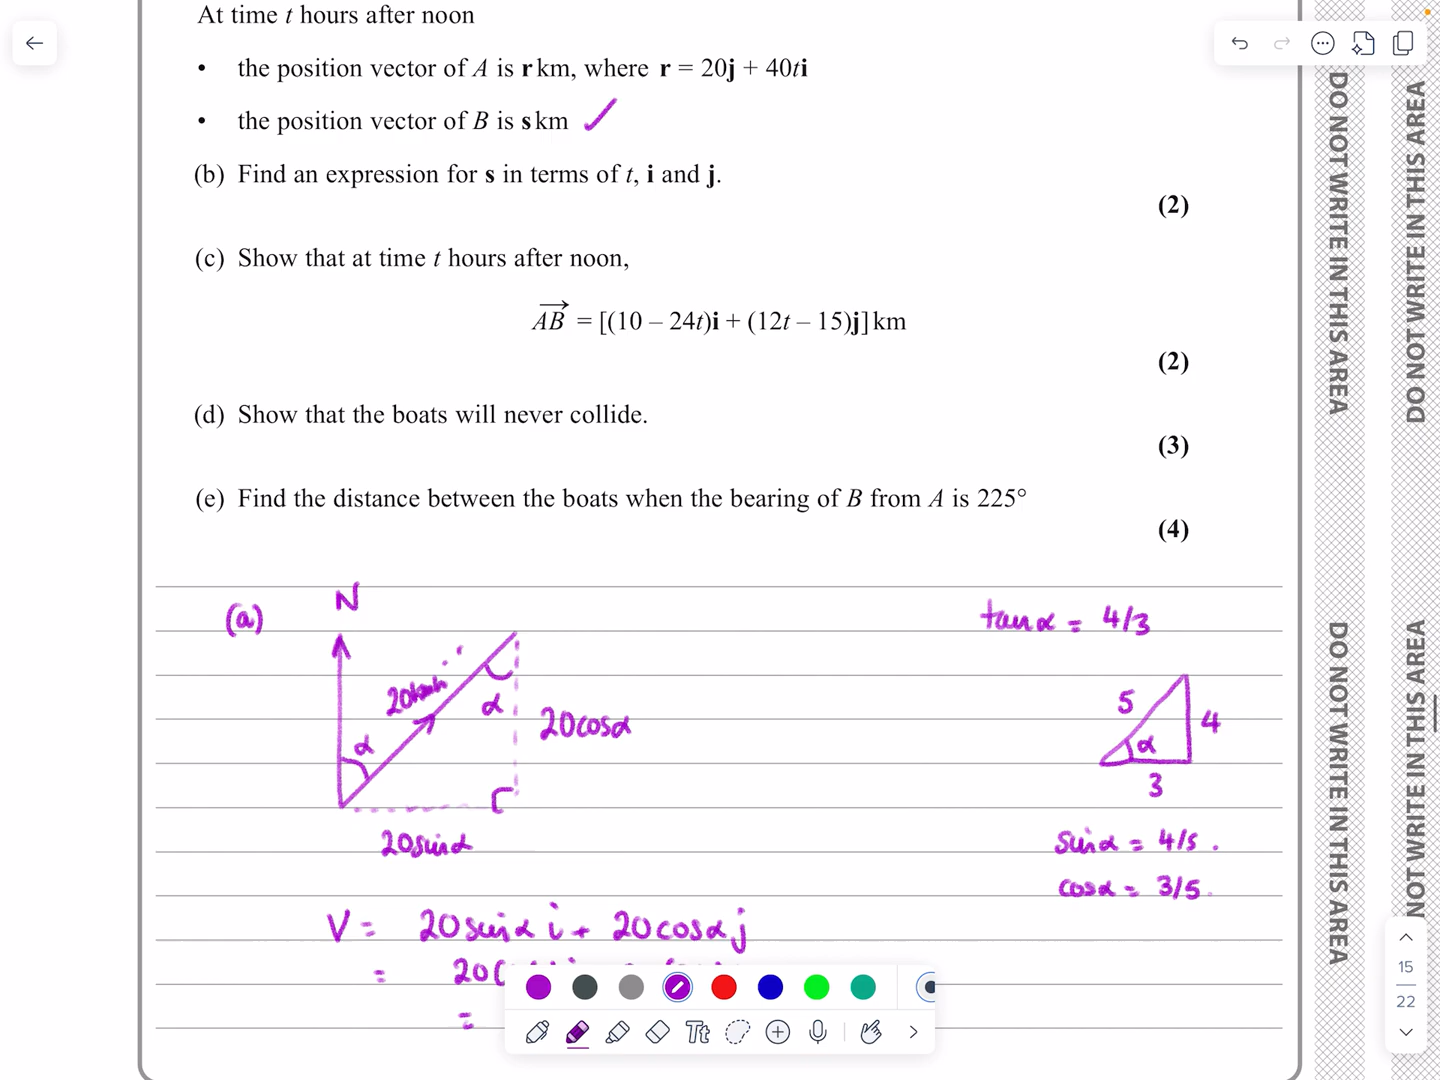 At time t hours after noon
• the position vector of A is r km, where r = 20j + 40ti
• the position vector of B is s km
(b) Find an expression for s in terms of t, i and j.
(2)
(c) Show that at time t hours after noon,
AB = [(10 – 24t)i + (12t – 15)j] km
(2)
(d) Show that the boats will never collide.
(3)
(e) Find the distance between the boats when the bearing of B from A is 225°
(4)
(a)
N
tanα = 4/3
α
α
20cosα
20sinα
5
4
α
3
sinα = 4/5 .
cosα = 3/5.
V = 20sinα i + 20cosα j
= 20(
=
DO NOT WRITE IN THIS AREA
DO NOT WRITE IN THIS AREA
DO NOT WRITE IN THIS AREA
NOT WRITE IN THIS AREA
Tt
15
22